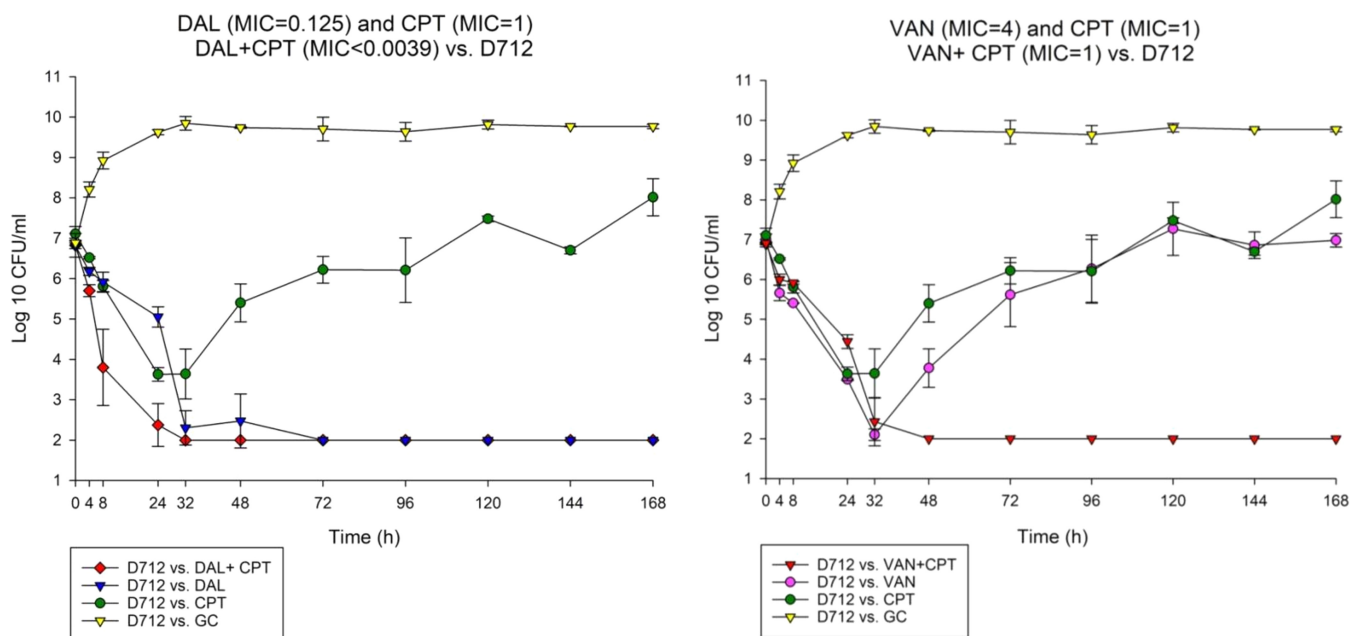 DAL (MIC=0.125) and CPT (MIC=1)
DAL+CPT (MIC<0.0039) vs. D712
11
10
9
8
7
6
5
4
3
2
1
Log 10 CFU/ml
0 4 8 24 32 48 72 96 120 144 168
Time (h)
D712 vs. DAL+ CPT
D712 vs. DAL
D712 vs. CPT
D712 vs. GC
VAN (MIC=4) and CPT (MIC=1)
VAN+ CPT (MIC=1) vs. D712
11
10
9
8
7
6
5
4
3
2
1
Log 10 CFU/ml
0 4 8 24 32 48 72 96 120 144 168
Time (h)
D712 vs. VAN+CPT
D712 vs. VAN
D712 vs. CPT
D712 vs. GC